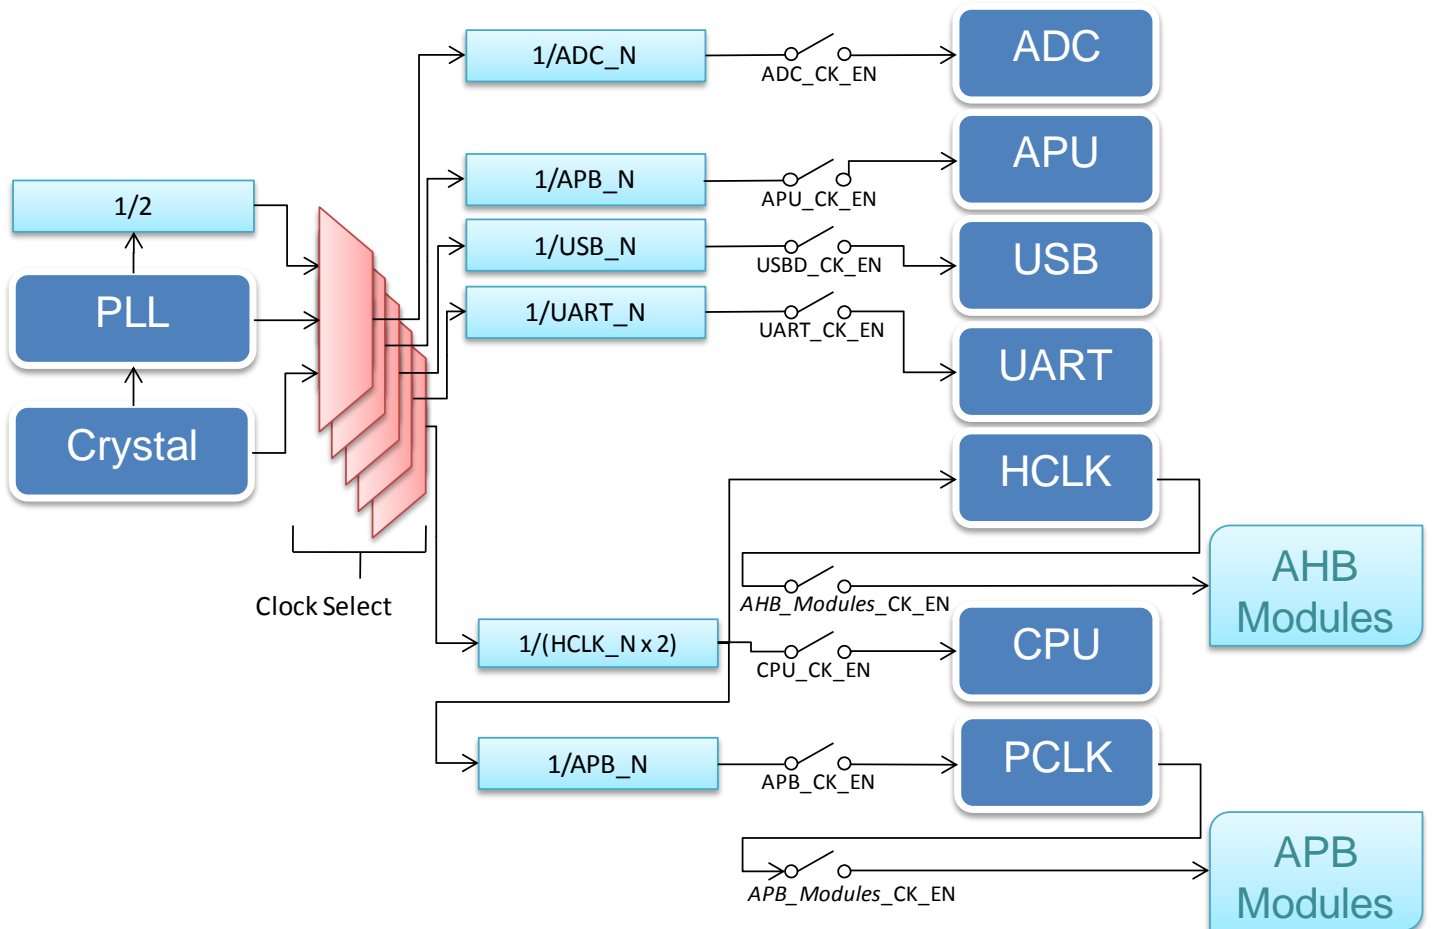 1/ADC_N
ADC_CK_EN
ADC
1/APB_N
APU_CK_EN
APU
1/2
1/USB_N
USBD_CK_EN
USB
PLL
1/UART_N
UART_CK_EN
UART
Crystal
HCLK
Clock Select
AHB_Modules_CK_EN
AHB
Modules
1/(HCLK_N x 2)
CPU_CK_EN
CPU
1/APB_N
APB_CK_EN
PCLK
APB_Modules_CK_EN
APB
Modules